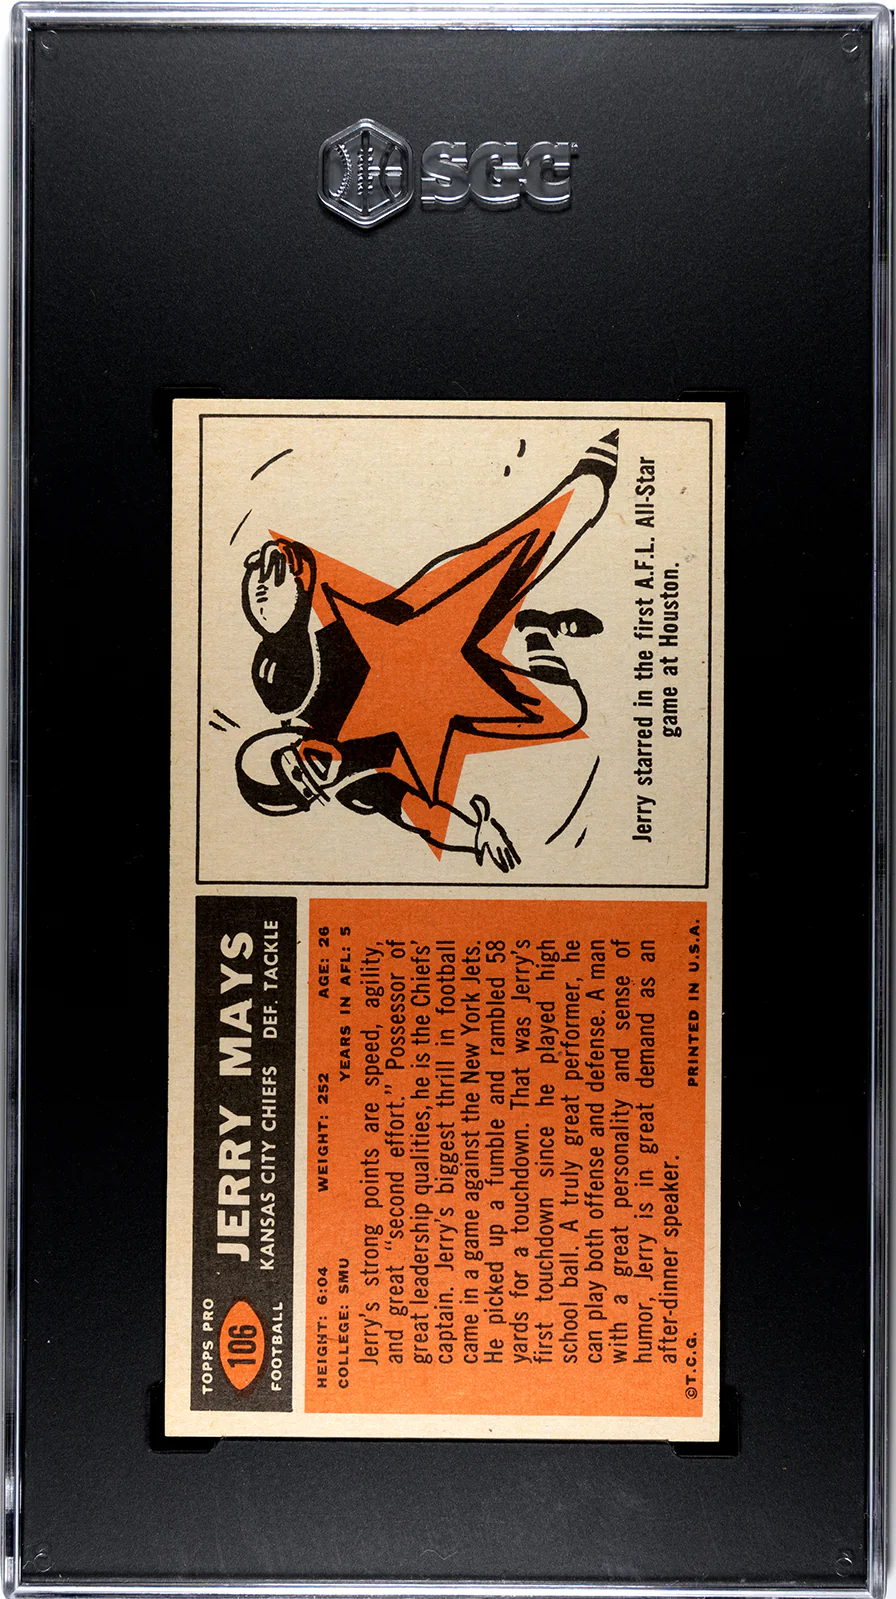 SGC
TOPPS PRO
106
FOOTBALL
JERRY MAYS
KANSAS CITY CHIEFS DEF. TACKLE
HEIGHT: 6:04 WEIGHT: 252 AGE: 26
COLLEGE: SMU YEARS IN AFL: 5
Jerry's strong points are speed, agility,
and great "second effort." Possessor of
great leadership qualities, he is the Chiefs'
captain. Jerry's biggest thrill in football
came in a game against the New York Jets.
He picked up a fumble and rambled 58
yards for a touchdown. That was Jerry's
first touchdown since he played high
school ball. A truly great performer, he
can play both offense and defense. A man
with a great personality and sense of
humor, Jerry is in great demand as an
after-dinner speaker.
©T.C.G. PRINTED IN U.S.A.
Jerry starred in the first A.F.L. All-Star
game at Houston.